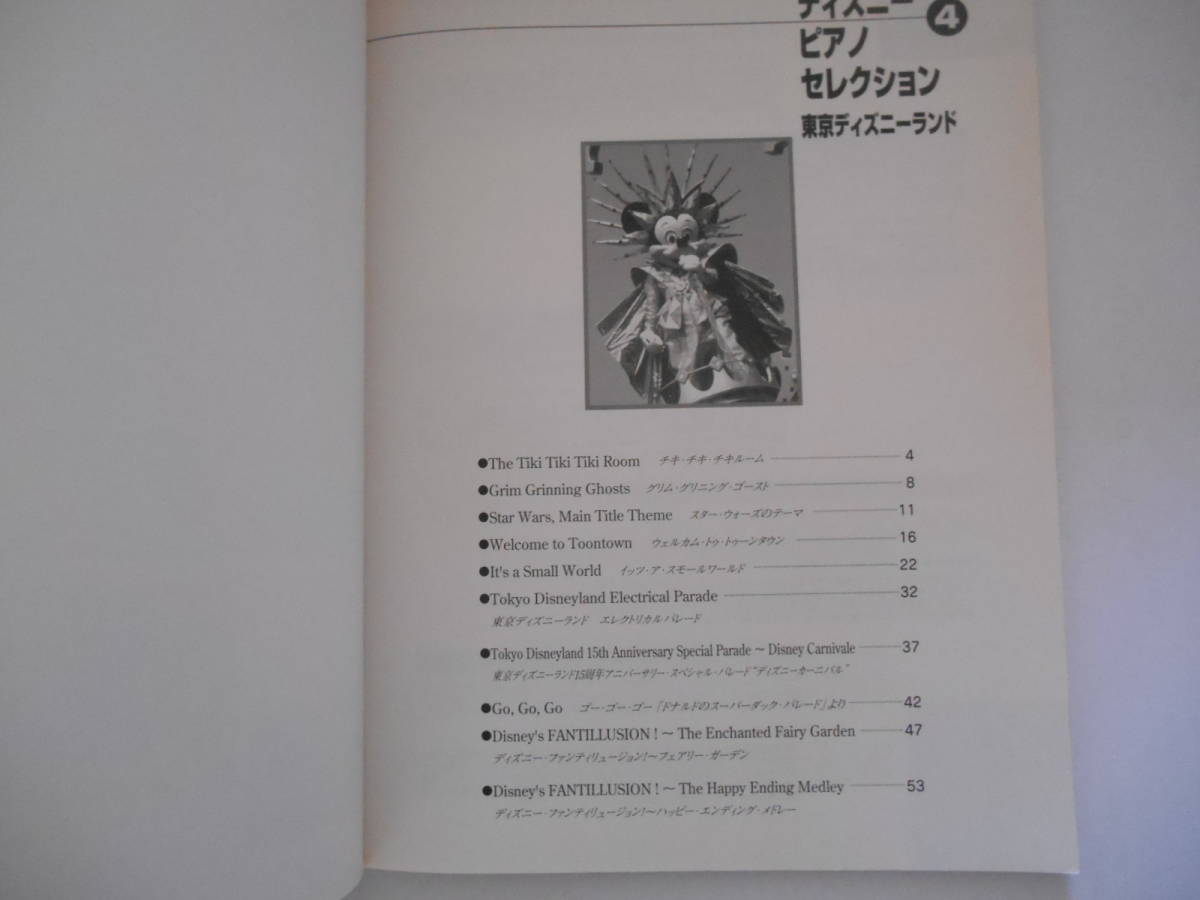 ディズニー 4
ピアノ
セレクション
東京ディズニーランド
●The Tiki Tiki Tiki Room チキ・チキ・チキルーム 4
●Grim Grinning Ghosts グリム・グリニング・ゴースト 8
●Star Wars, Main Title Theme スター・ウォーズのテーマ 11
●Welcome to Toontown ウェルカム・トゥ・トゥーンタウン 16
●It's a Small World イッツ・ア・スモールワールド 22
●Tokyo Disneyland Electrical Parade 32
東京ディズニーランド エレクトリカルパレード
●Tokyo Disneyland 15th Anniversary Special Parade ~ Disney Carnivale 37
東京ディズニーランド15周年アニバーサリー・スペシャル・パレード“ディズニーカーニバル”
●Go, Go, Go ゴー・ゴー・ゴー「ドナルドのスーパーダック・パレード」より 42
●Disney's FANTILLUSION ! ~ The Enchanted Fairy Garden 47
ディズニー・ファンティリュージョン!~フェアリー・ガーデン
●Disney's FANTILLUSION ! ~ The Happy Ending Medley 53
ディズニー・ファンティリュージョン!~ハッピー・エンディング・メドレー